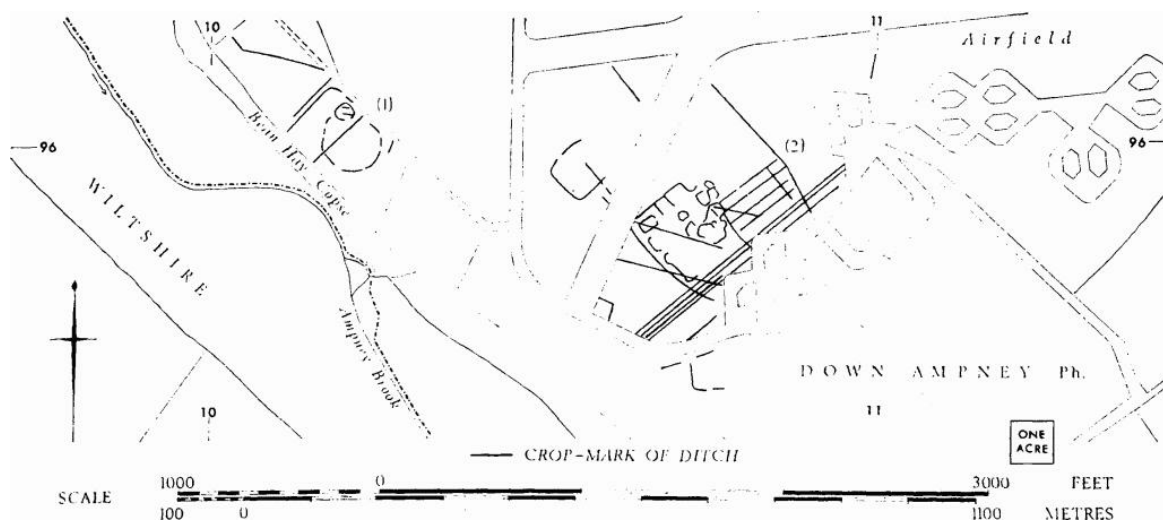 10
11
Airfield
(1)
(2)
96
96
Bean Hay Copse
WILTSHIRE
Ampney Brook
DOWN AMPNEY Ph.
10
11
ONE
ACRE
CROP-MARK OF DITCH
SCALE
1000 0 3000 FEET
100 0 1100 METRES